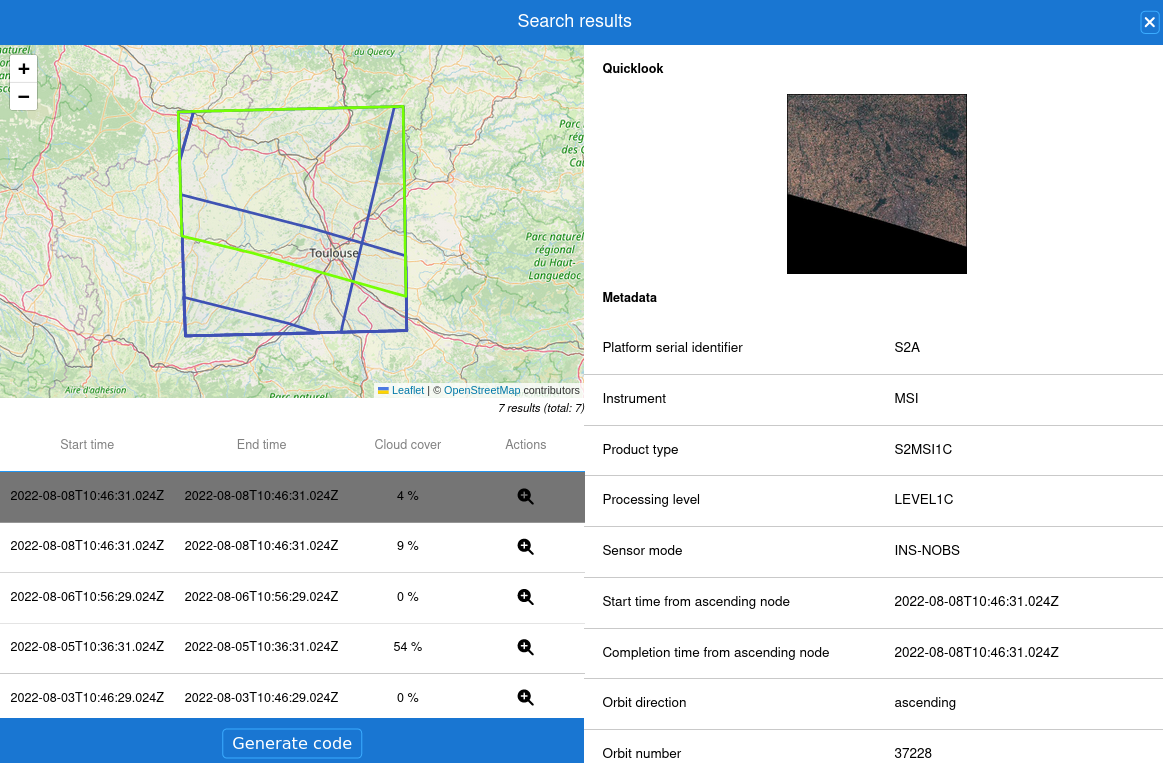 Search results
×
+
−
naturel
du Quercy
Parc
rég
des C
Ca
Toulouse
Parc naturel
régional
du Haut-
Languedoc
Aire d'adhésion
Parc naturel
Leaflet | © OpenStreetMap contributors
7 results (total: 7)
Start time End time Cloud cover Actions
2022-08-08T10:46:31.024Z 2022-08-08T10:46:31.024Z 4 %
2022-08-08T10:46:31.024Z 2022-08-08T10:46:31.024Z 9 %
2022-08-06T10:56:29.024Z 2022-08-06T10:56:29.024Z 0 %
2022-08-05T10:36:31.024Z 2022-08-05T10:36:31.024Z 54 %
2022-08-03T10:46:29.024Z 2022-08-03T10:46:29.024Z 0 %
Generate code
Quicklook
Metadata
Platform serial identifier S2A
Instrument MSI
Product type S2MSI1C
Processing level LEVEL1C
Sensor mode INS-NOBS
Start time from ascending node 2022-08-08T10:46:31.024Z
Completion time from ascending node 2022-08-08T10:46:31.024Z
Orbit direction ascending
Orbit number 37228